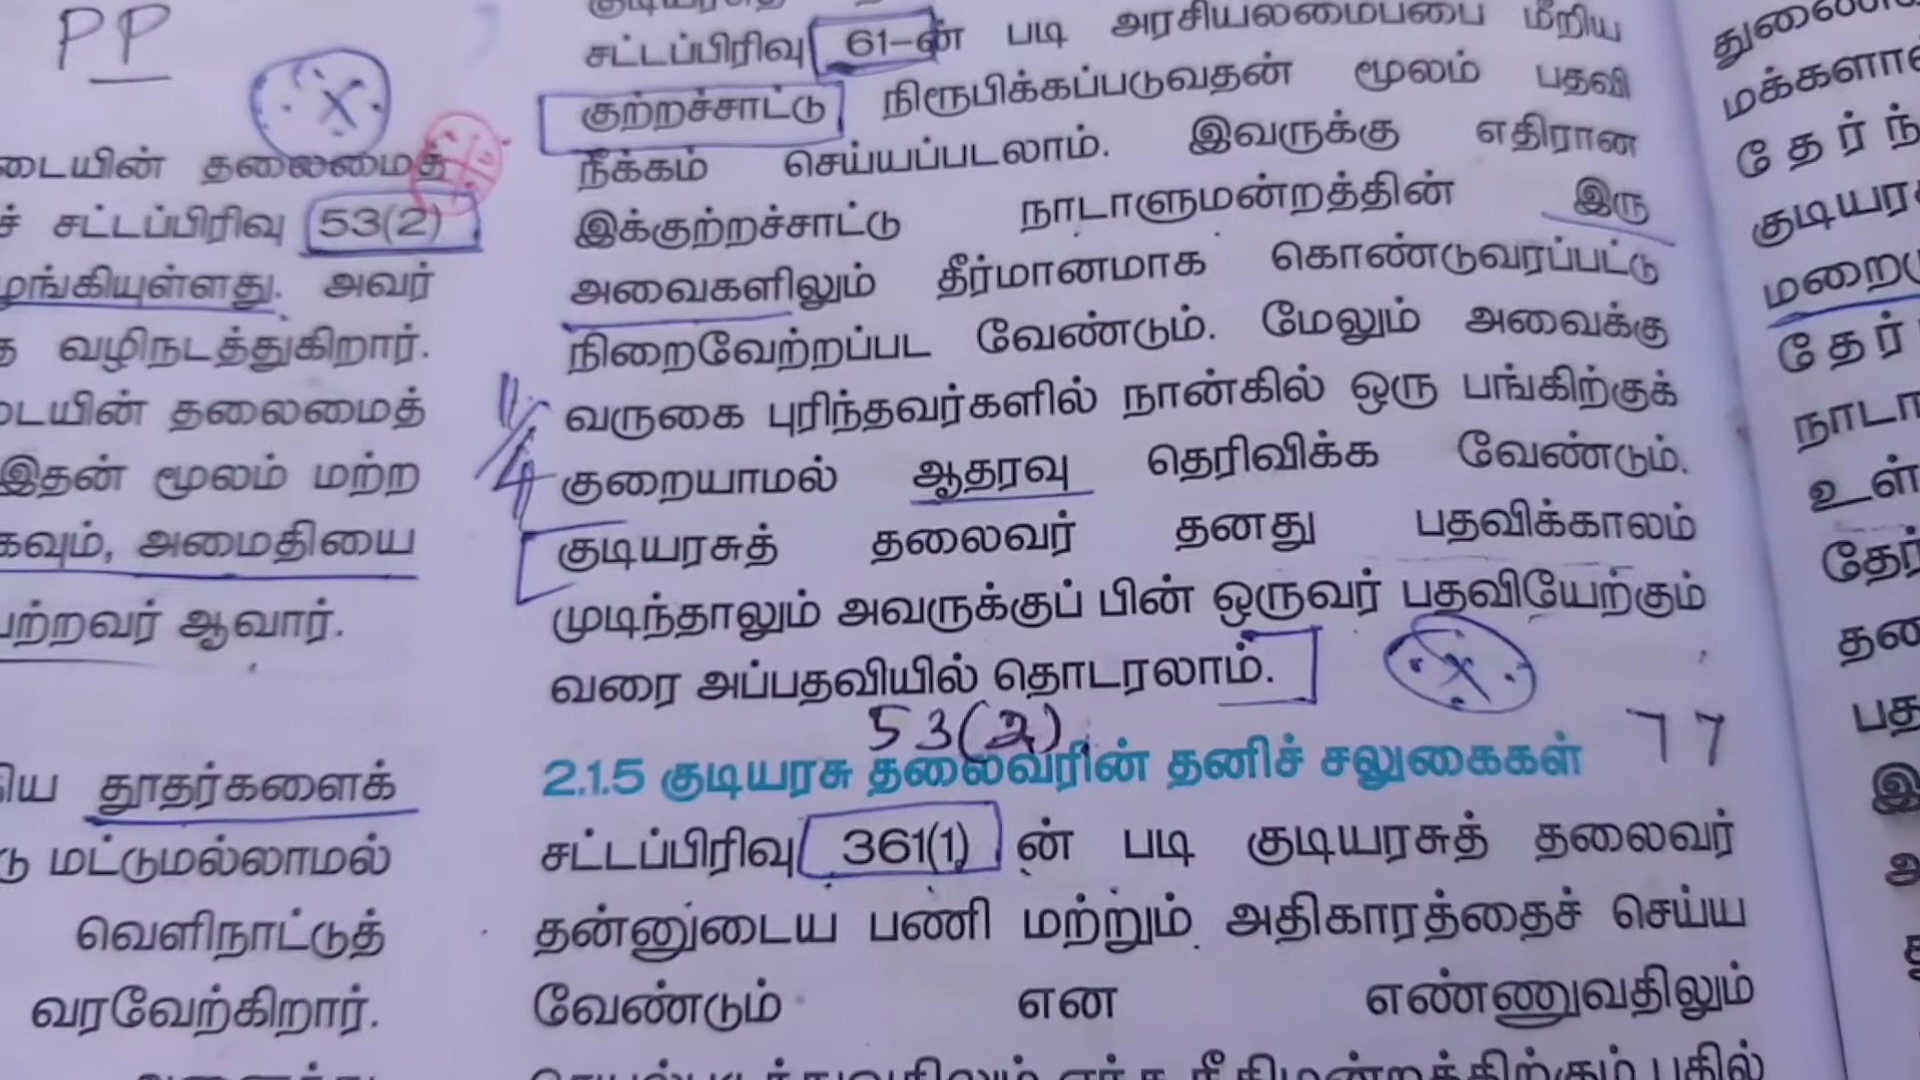 PP
டையின் தலைமைத்
ச் சட்டப்பிரிவு 53(2)
ழங்கியுள்ளது. அவர்
வழிநடத்துகிறார்.
டையின் தலைமைத்
இதன் மூலம் மற்ற
கவும், அமைதியை
பற்றவர் ஆவார்.
தூதர்களைக்
டு மட்டுமல்லாமல்
வெளிநாட்டுத்
வரவேற்கிறார்.
சட்டப்பிரிவு 61-ன் படி அரசியலமைப்பை மீறிய
குற்றச்சாட்டு நிரூபிக்கப்படுவதன் மூலம் பதவி
நீக்கம் செய்யப்படலாம். இவருக்கு எதிரான
இக்குற்றச்சாட்டு நாடாளுமன்றத்தின் இரு
அவைகளிலும் தீர்மானமாக கொண்டுவரப்பட்டு
நிறைவேற்றப்பட வேண்டும். மேலும் அவைக்கு
வருகை புரிந்தவர்களில் நான்கில் ஒரு பங்கிற்குக்
1/4 குறையாமல் ஆதரவு தெரிவிக்க வேண்டும்.
குடியரசுத் தலைவர் தனது பதவிக்காலம்
முடிந்தாலும் அவருக்குப் பின் ஒருவர் பதவியேற்கும்
வரை அப்பதவியில் தொடரலாம்.
53(2)
2.1.5 குடியரசு தலைவரின் தனிச் சலுகைகள்
77
சட்டப்பிரிவு 361(1) ன் படி குடியரசுத் தலைவர்
தன்னுடைய பணி மற்றும் அதிகாரத்தைச் செய்ய
வேண்டும் என எண்ணுவதிலும்
மக்களால்
தேர்ந்
குடியரசு
தேர்
நாடா
உள்
தேர்